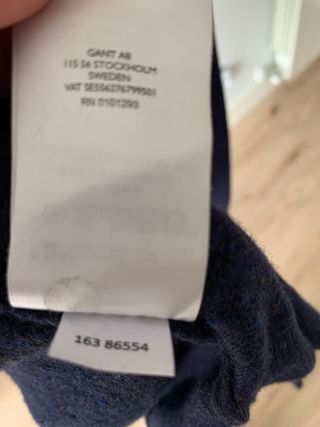 GANT AB
115 56 STOCKHOLM
SWEDEN
VAT SE556276799501
RN 0101293
163 86554